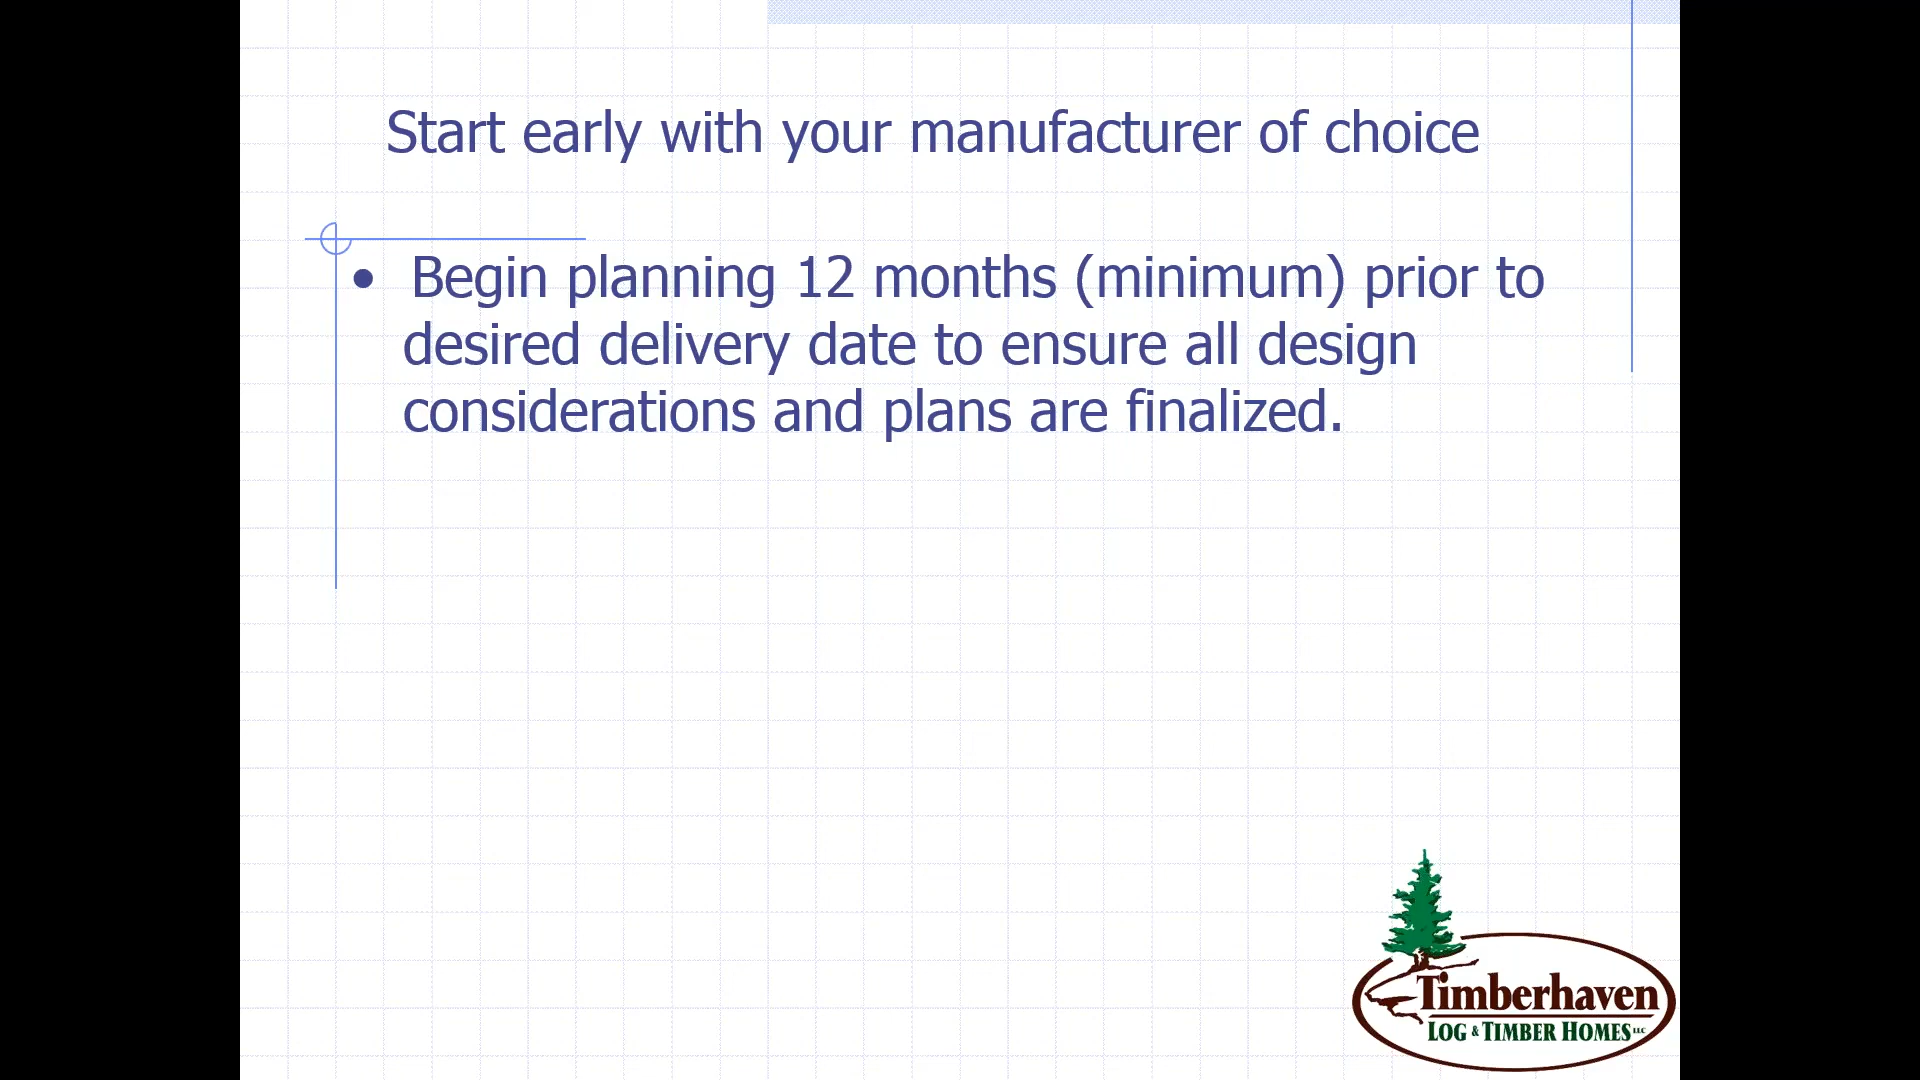 Start early with your manufacturer of choice
• Begin planning 12 months (minimum) prior to
desired delivery date to ensure all design
considerations and plans are finalized.
Timberhaven
LOG & TIMBER HOMES LLC